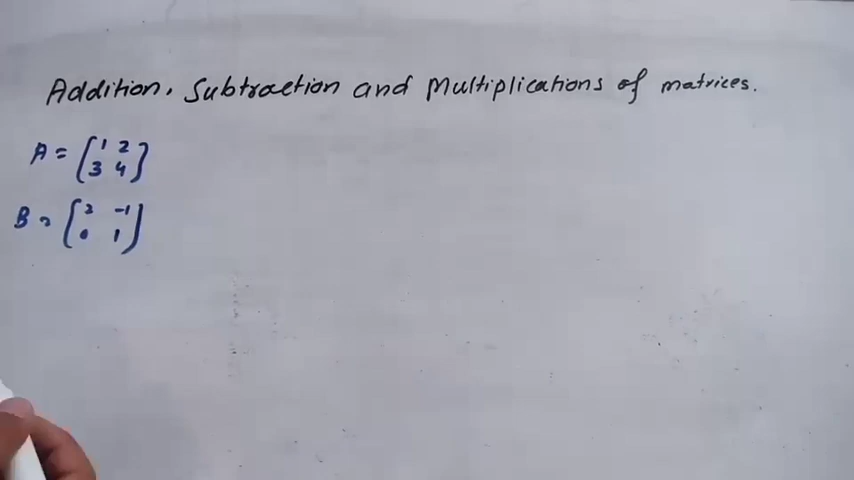 Addition, Subtraction and Multiplications of matrices.
A = [1 2
3 4]
B = [2 -1
0 1]